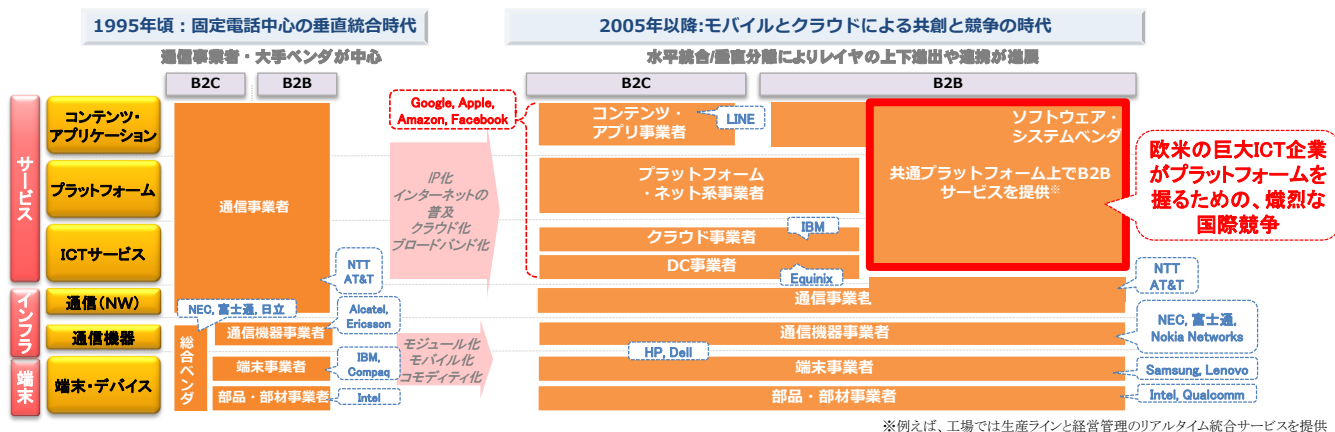 1995年頃：固定電話中心の垂直統合時代
2005年以降:モバイルとクラウドによる共創と競争の時代
通信事業者・大手ベンダが中心
水平統合/垂直分離によりレイヤの上下進出や連携が進展
B2C
B2B
B2C
B2B
サービス
インフラ
端末
コンテンツ・
アプリケーション
プラットフォーム
ICTサービス
通信(NW)
通信機器
端末・デバイス
通信事業者
NTT
AT&T
NEC, 富士通, 日立
Alcatel,
Ericsson
総合ベンダ
通信機器事業者
端末事業者
IBM,
Compaq
部品・部材事業者
Intel
Google, Apple,
Amazon, Facebook
IP化
インターネットの
普及
クラウド化
ブロードバンド化
モジュール化
モバイル化
コモディティ化
コンテンツ・
アプリ事業者
LINE
プラットフォーム
・ネット系事業者
クラウド事業者
IBM
DC事業者
Equinix
ソフトウェア・
システムベンダ
共通プラットフォーム上でB2B
サービスを提供※
欧米の巨大ICT企業
がプラットフォームを
握るための、熾烈な
国際競争
通信事業者
NTT
AT&T
通信機器事業者
NEC, 富士通,
Nokia Networks
HP, Dell
端末事業者
Samsung, Lenovo
部品・部材事業者
Intel, Qualcomm
※例えば、工場では生産ラインと経営管理のリアルタイム統合サービスを提供